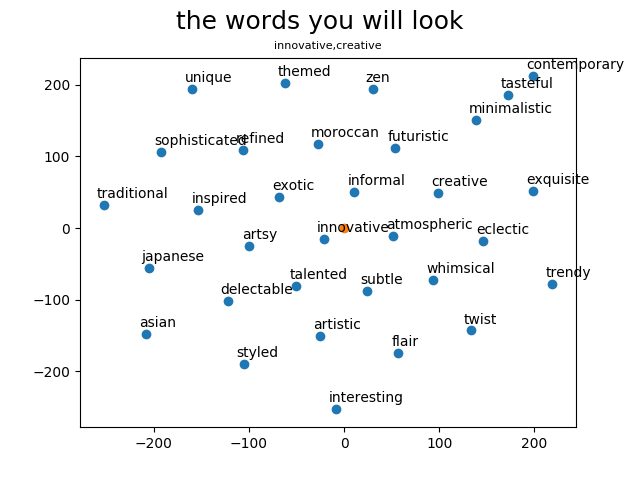 the words you will look
innovative,creative
contemporary
unique
themed
zen
tasteful
minimalistic
sophisticated
refined
moroccan
futuristic
traditional
inspired
exotic
informal
creative
exquisite
artsy
innovative
atmospheric
eclectic
japanese
delectable
talented
subtle
whimsical
trendy
asian
styled
artistic
flair
twist
interesting
200
100
0
−100
−200
−200
−100
0
100
200